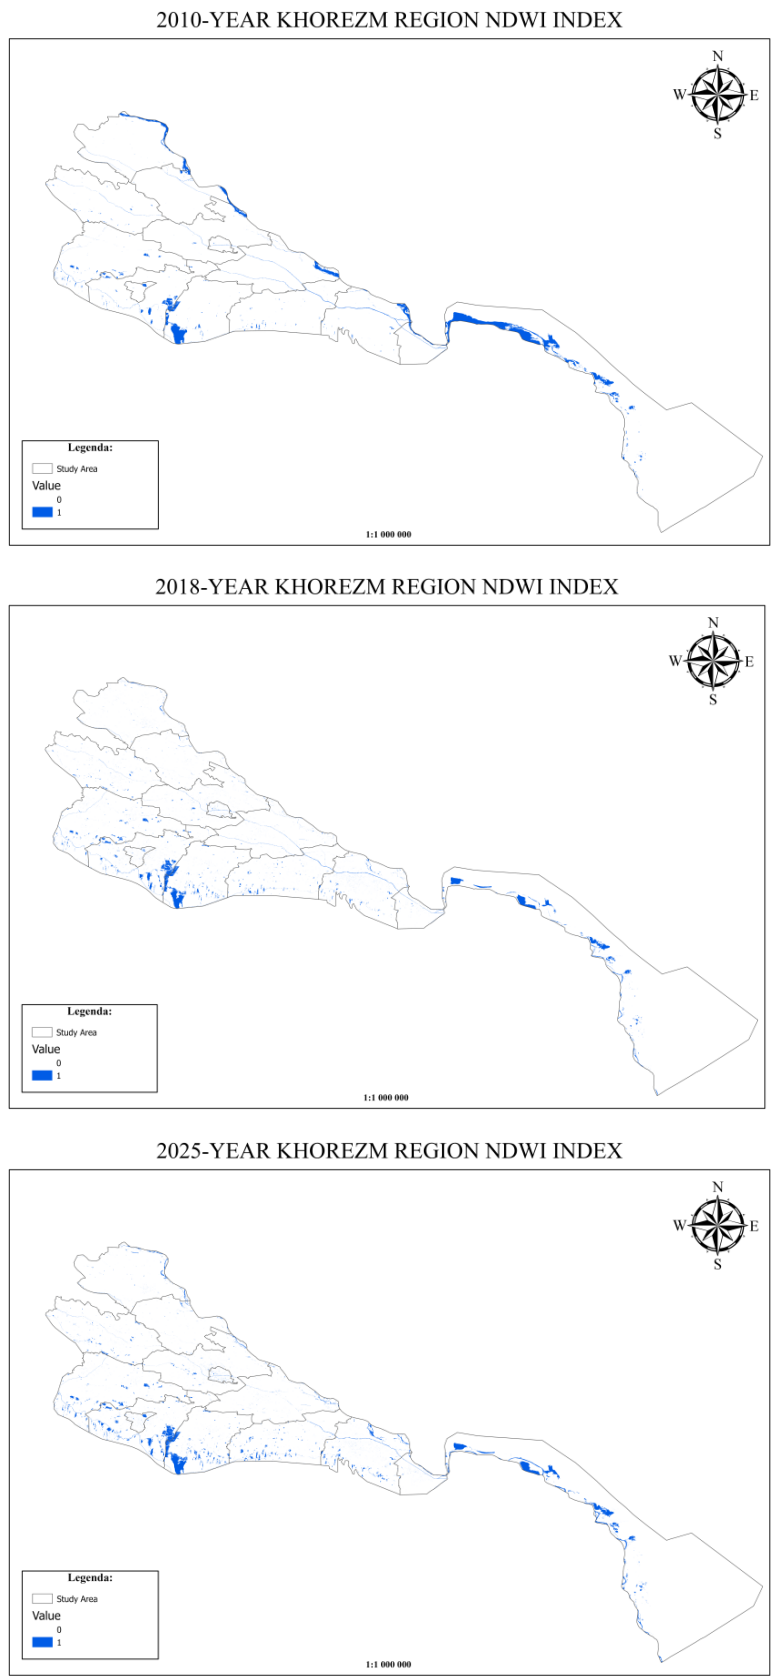 2010-YEAR KHOREZM REGION NDWI INDEX
N
W E
S
Legenda:
Study Area
Value
0
1
1:1 000 000
2018-YEAR KHOREZM REGION NDWI INDEX
N
W E
S
Legenda:
Study Area
Value
0
1
1:1 000 000
2025-YEAR KHOREZM REGION NDWI INDEX
N
W E
S
Legenda:
Study Area
Value
0
1
1:1 000 000